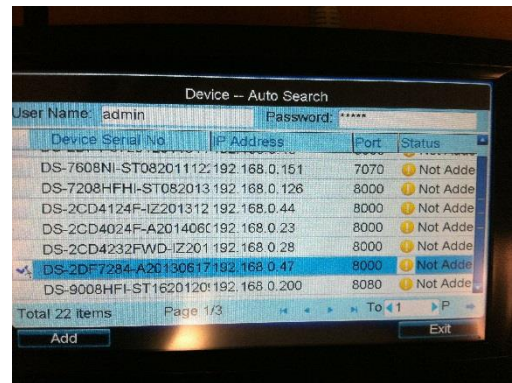 Device -- Auto Search
User Name: admin Password: *****
Device Serial No. IP Address Port Status
DS-7608NI-ST082011122 192.168.0.151 7070 Not Adde
DS-7208HFHI-ST082013 192.168.0.126 8000 Not Adde
DS-2CD4124F-IZ201312 192.168.0.44 8000 Not Adde
DS-2CD4024F-A201406( 192.168.0.23 8000 Not Adde
DS-2CD4232FWD-IZ201 192.168.0.28 8000 Not Adde
DS-2DF7284-A20130617 192.168.0.47 8000 Not Adde
DS-9008HFI-ST1620120 192.168.0.200 8080 Not Adde
Total 22 items Page 1/3 To 1 P
Add Exit